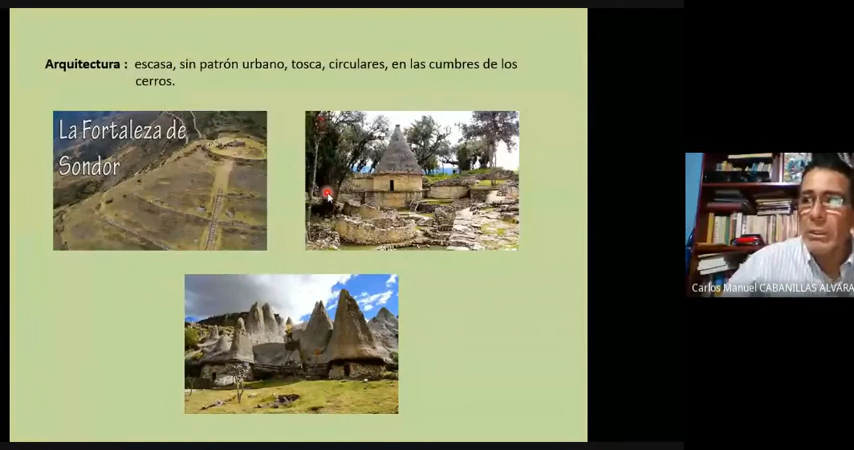 Arquitectura : escasa, sin patrón urbano, tosca, circulares, en las cumbres de los
cerros.
La Fortaleza de
Sondor
Carlos Manuel CABANILLAS ALVARA